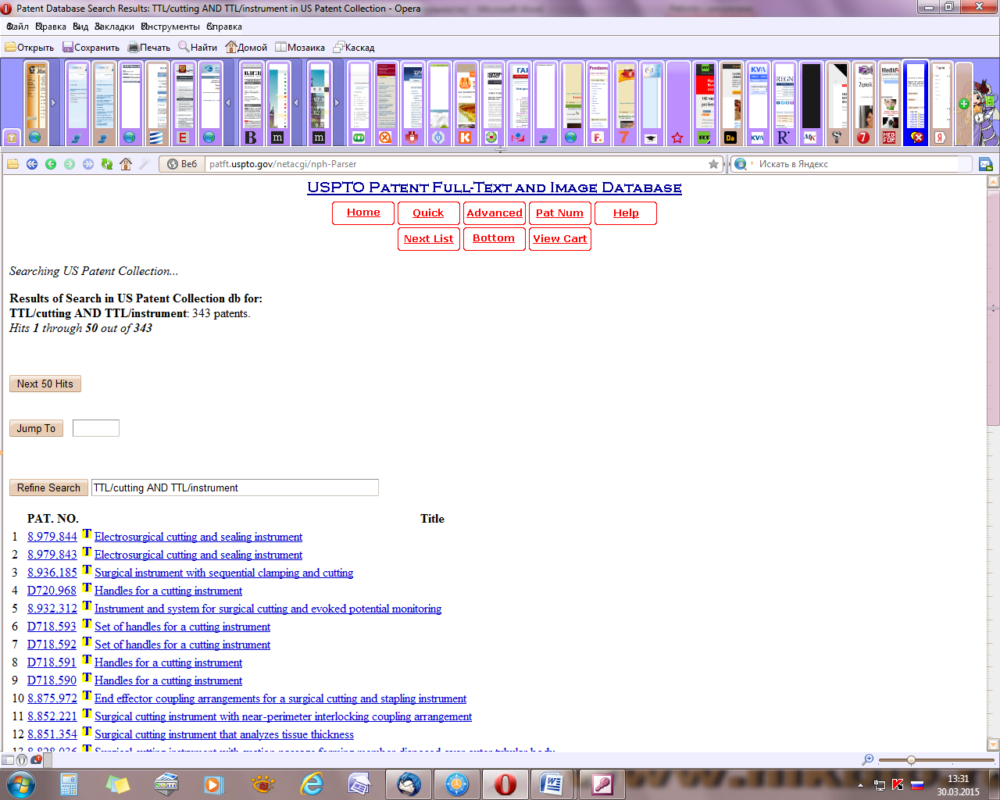 Patent Database Search Results: TTL/cutting AND TTL/instrument in US Patent Collection - Opera
Файл Правка Вид Закладки Инструменты Справка
Открыть Сохранить Печать Найти Домой Мозаика Каскад
Веб patft.uspto.gov/netacgi/nph-Parser Искать в Яндекс
USPTO Patent Full-Text and Image Database
Home Quick Advanced Pat Num Help
Next List Bottom View Cart
Searching US Patent Collection...
Results of Search in US Patent Collection db for:
TTL/cutting AND TTL/instrument: 343 patents.
Hits 1 through 50 out of 343
Next 50 Hits
Jump To
Refine Search TTL/cutting AND TTL/instrument
PAT. NO. Title
1 8,979,844 T Electrosurgical cutting and sealing instrument
2 8,979,843 T Electrosurgical cutting and sealing instrument
3 8,936,185 T Surgical instrument with sequential clamping and cutting
4 D720,968 T Handles for a cutting instrument
5 8,932,312 T Instrument and system for surgical cutting and evoked potential monitoring
6 D718,593 T Set of handles for a cutting instrument
7 D718,592 T Set of handles for a cutting instrument
8 D718,591 T Handles for a cutting instrument
9 D718,590 T Handles for a cutting instrument
10 8,875,972 T End effector coupling arrangements for a surgical cutting and stapling instrument
11 8,852,221 T Surgical cutting instrument with near-perimeter interlocking coupling arrangement
12 8,851,354 T Surgical cutting instrument that analyzes tissue thickness
13:31
30.03.2015